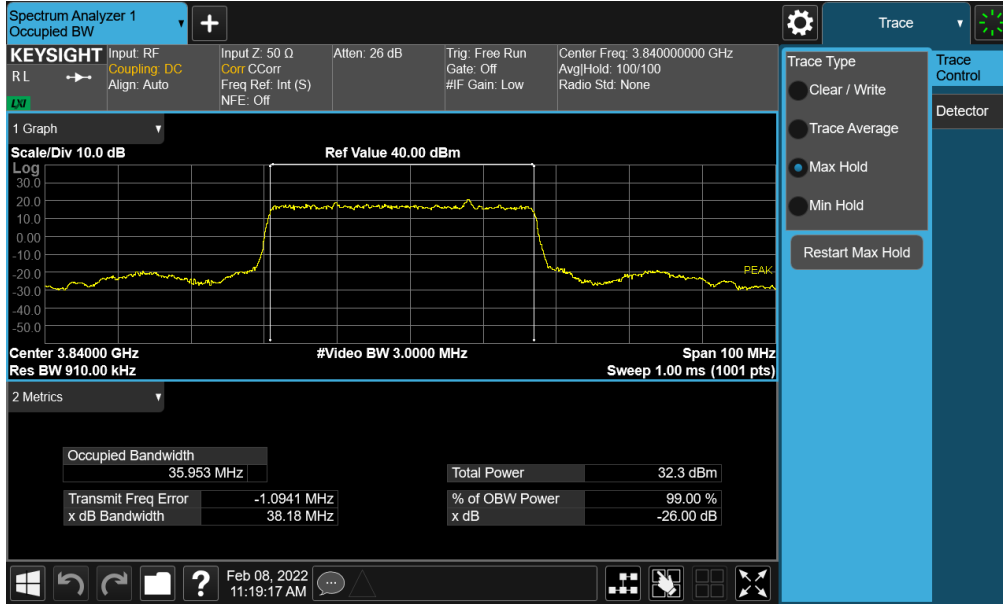 Spectrum Analyzer 1
Occupied BW
+
Trace
KEYSIGHT
R L
LXI
Input: RF
Coupling: DC
Align: Auto
Input Z: 50 Ω
Corr CCorr
Freq Ref: Int (S)
NFE: Off
Atten: 26 dB
Trig: Free Run
Gate: Off
#IF Gain: Low
Center Freq: 3.840000000 GHz
Avg|Hold: 100/100
Radio Std: None
1 Graph
Scale/Div 10.0 dB
Ref Value 40.00 dBm
Log
30.0
20.0
10.0
0.00
-10.0
-20.0
-30.0
-40.0
-50.0
PEAK
Center 3.84000 GHz
#Video BW 3.0000 MHz
Span 100 MHz
Res BW 910.00 kHz
Sweep 1.00 ms (1001 pts)
2 Metrics
Occupied Bandwidth
35.953 MHz
Transmit Freq Error -1.0941 MHz
x dB Bandwidth 38.18 MHz
Total Power 32.3 dBm
% of OBW Power 99.00 %
x dB -26.00 dB
Trace Type
Clear / Write
Trace Average
Max Hold
Min Hold
Restart Max Hold
Trace
Control
Detector
?
Feb 08, 2022
11:19:17 AM